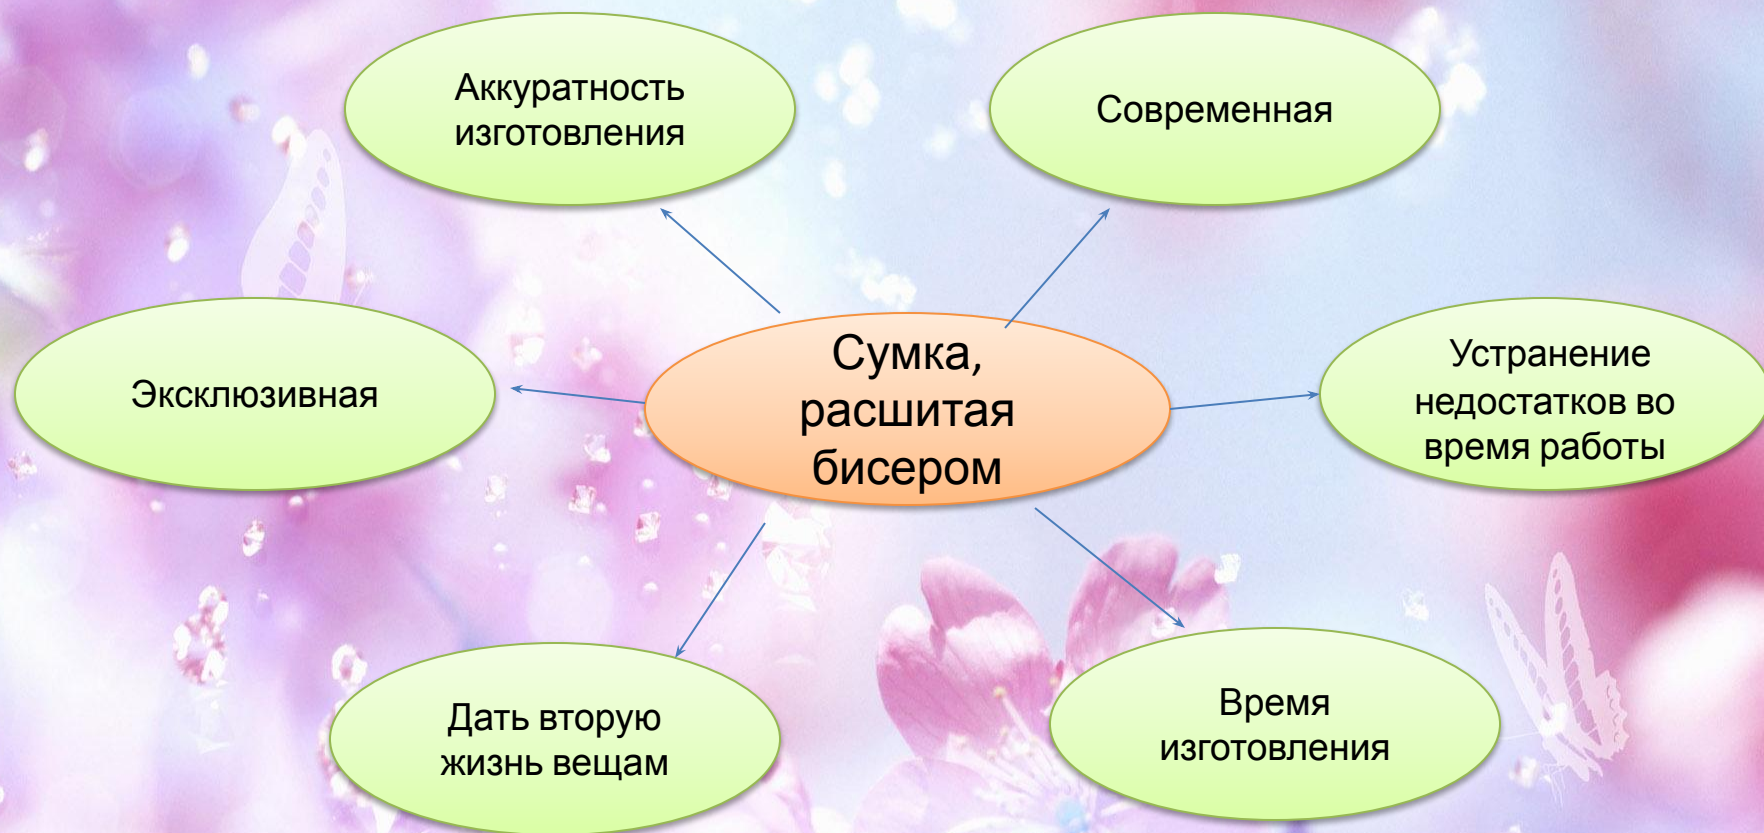 Аккуратность
изготовления
Современная
Эксклюзивная
Сумка,
расшитая
бисером
Устранение
недостатков во
время работы
Дать вторую
жизнь вещам
Время
изготовления